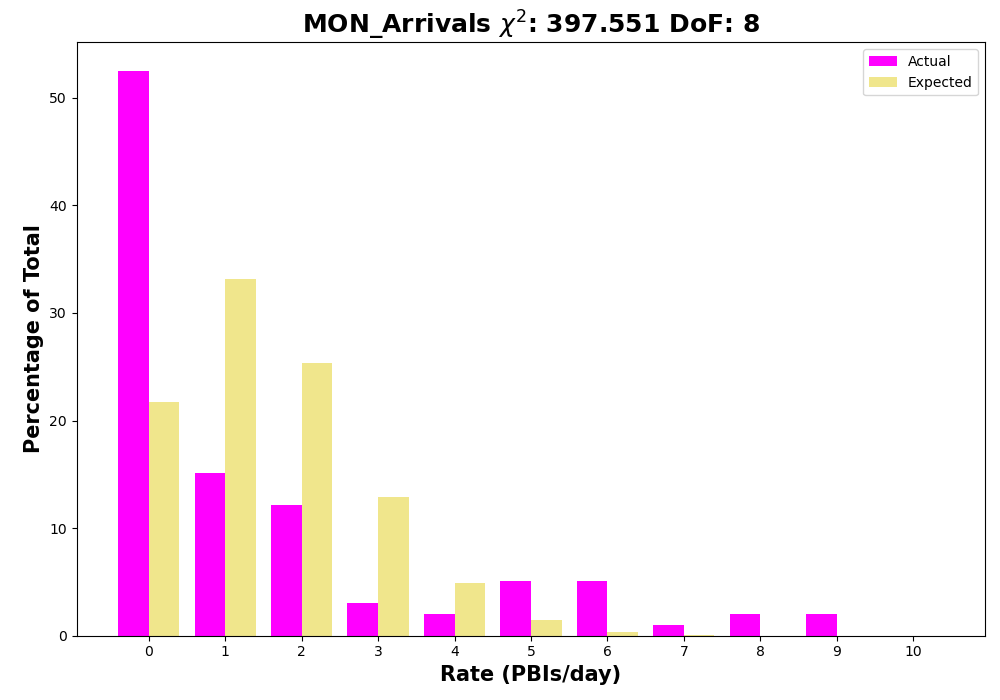 MON_Arrivals χ²: 397.551 DoF: 8
Actual
Expected
Percentage of Total
50
40
30
20
10
0
0 1 2 3 4 5 6 7 8 9 10
Rate (PBIs/day)